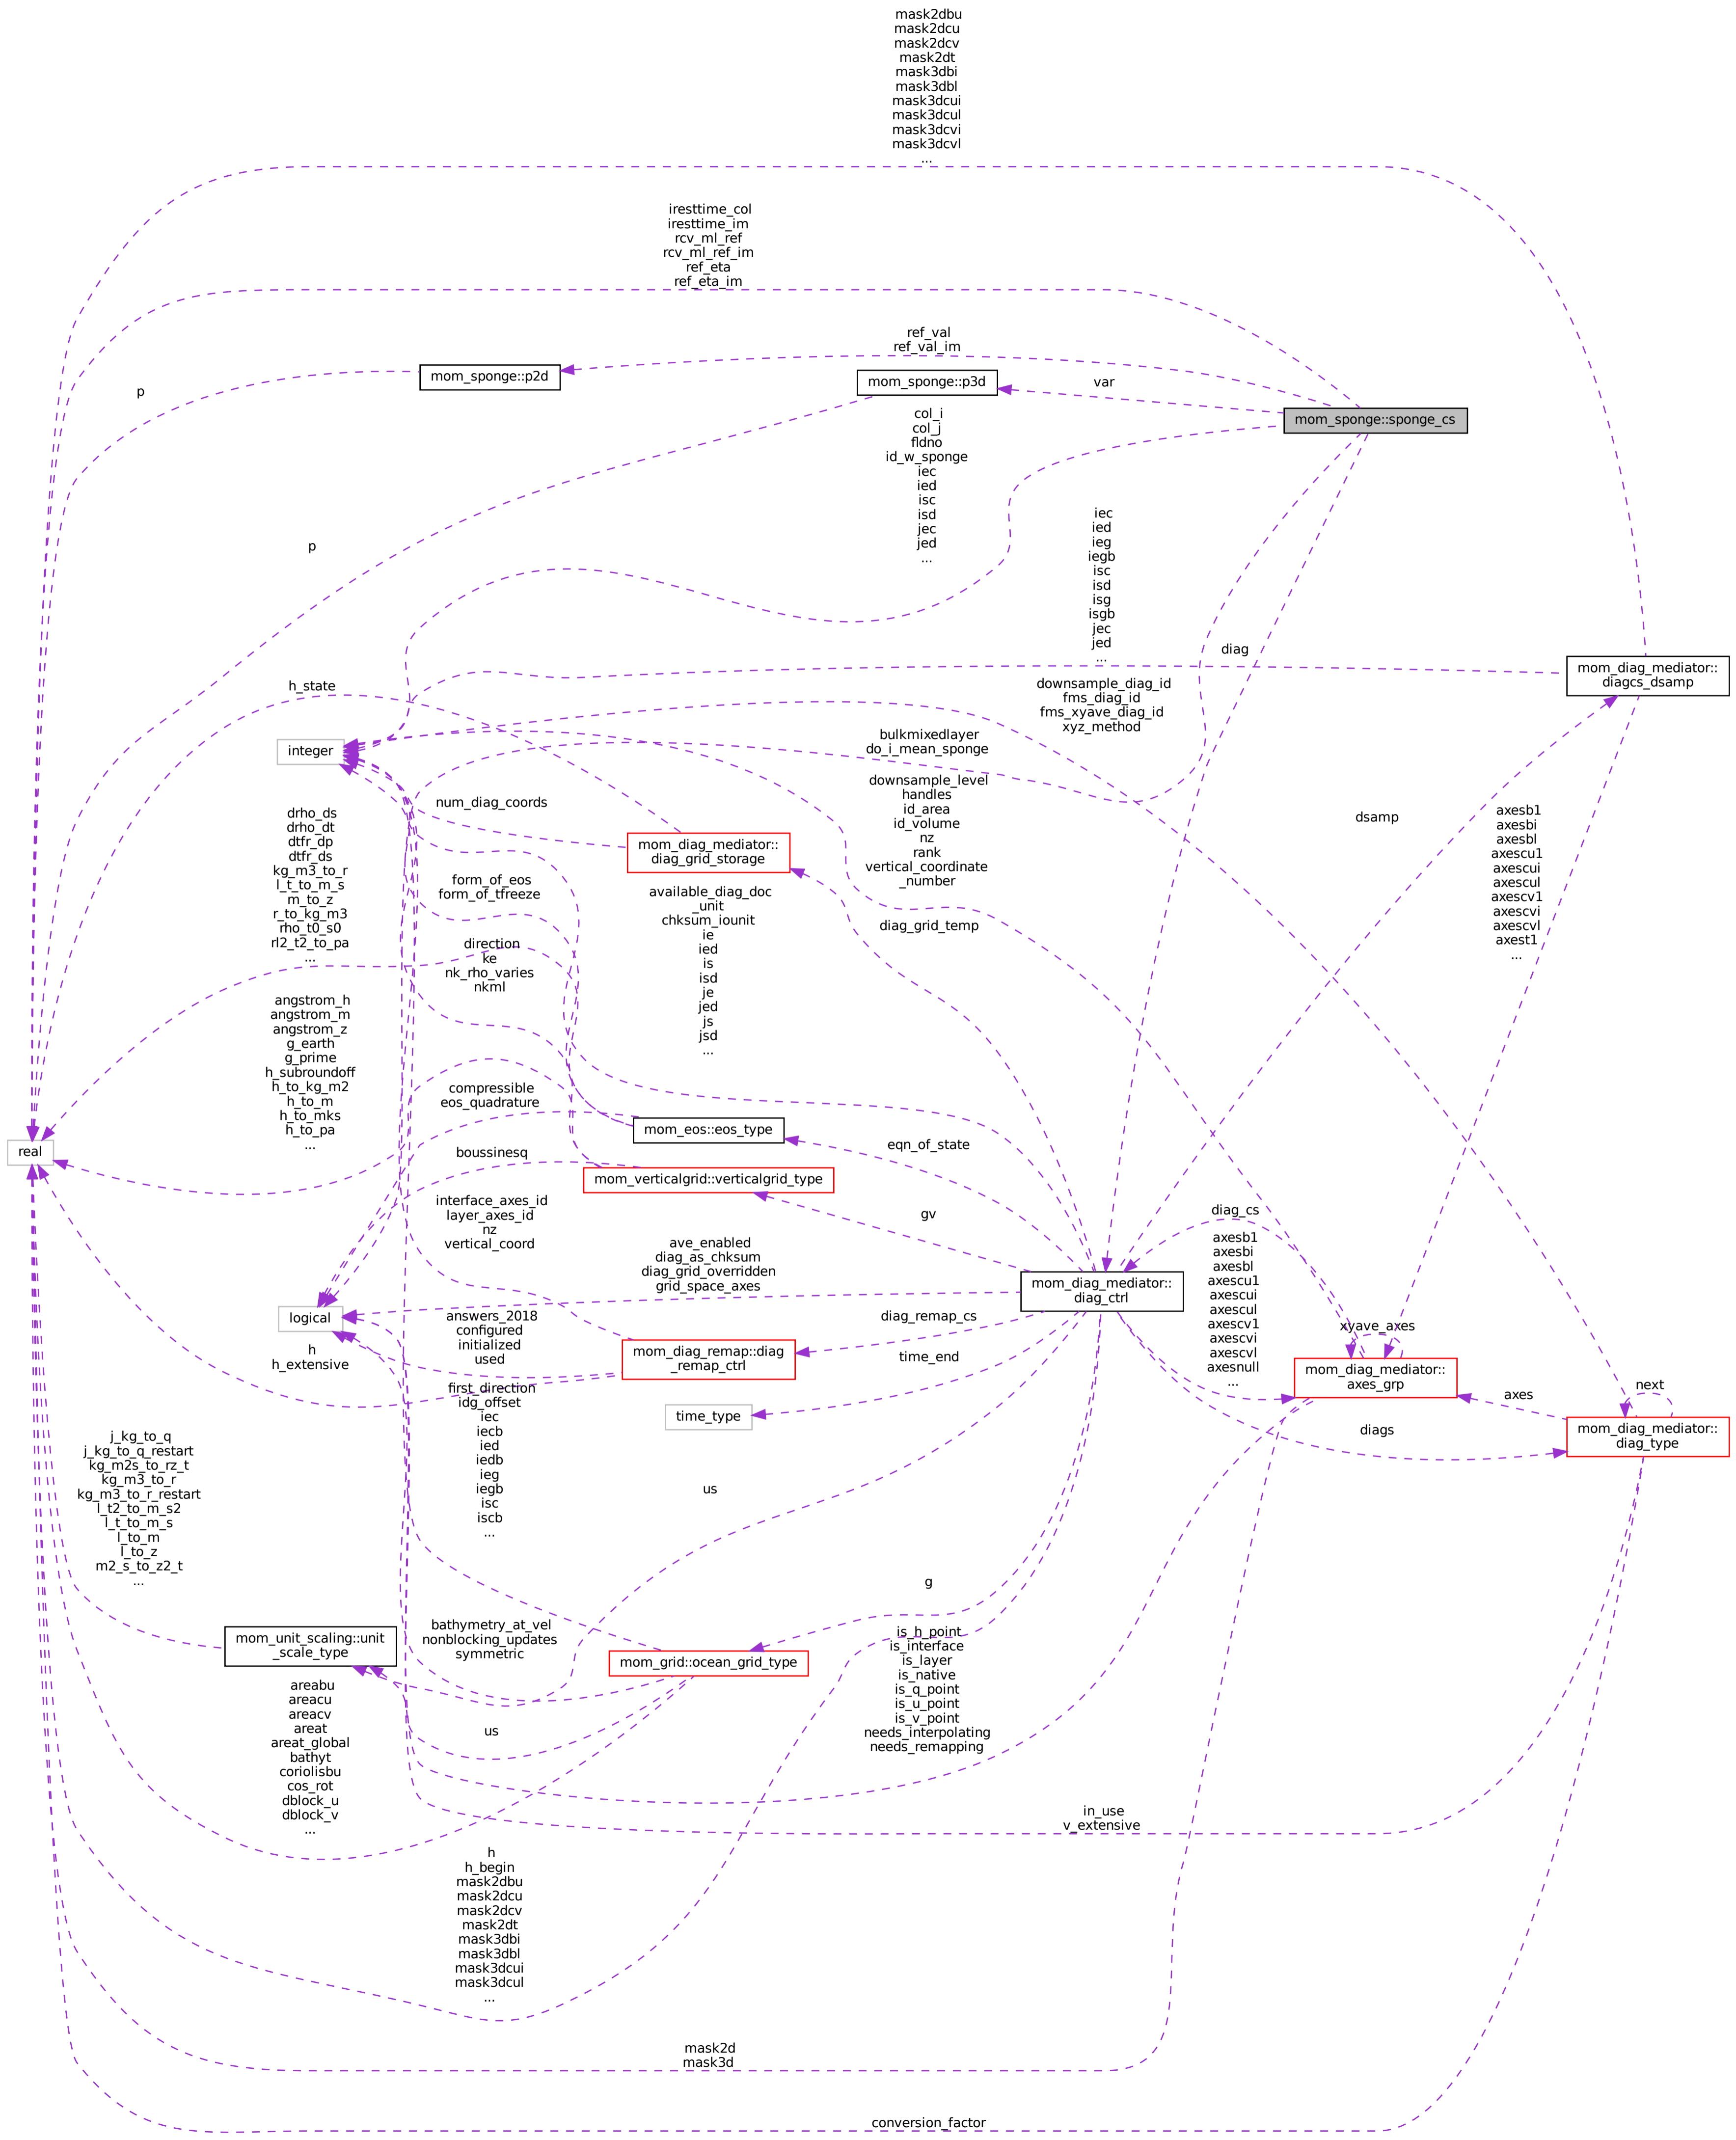 mask2dbu
mask2dcu
mask2dcv
mask2dt
mask3dbi
mask3dbl
mask3dcui
mask3dcul
mask3dcvi
mask3dcvl
...
iresttime_col
iresttime_im
rcv_ml_ref
rcv_ml_ref_im
ref_eta
ref_eta_im
ref_val
ref_val_im
mom_sponge::p2d
mom_sponge::p3d
var
p
mom_sponge::sponge_cs
col_i
col_j
fldno
id_w_sponge
iec
ied
isc
isd
jec
jed
...
p
iec
ied
ieg
iegb
isc
isd
isg
isgb
jec
jed
...
diag
mom_diag_mediator::
diagcs_dsamp
h_state
downsample_diag_id
fms_diag_id
fms_xyave_diag_id
xyz_method
integer
bulkmixedlayer
do_i_mean_sponge
num_diag_coords
downsample_level
handles
id_area
id_volume
nz
rank
vertical_coordinate
_number
dsamp
drho_ds
drho_dt
dtfr_dp
dtfr_ds
kg_m3_to_r
l_t_to_m_s
m_to_z
r_to_kg_m3
rho_t0_s0
rl2_t2_to_pa
...
mom_diag_mediator::
diag_grid_storage
axesb1
axesbi
axesbl
axescu1
axescui
axescul
axescv1
axescvi
axescvl
axest1
...
form_of_eos
form_of_tfreeze
available_diag_doc
_unit
chksum_iounit
ie
ied
is
isd
je
jed
js
jsd
...
diag_grid_temp
direction
ke
nk_rho_varies
nkml
angstrom_h
angstrom_m
angstrom_z
g_earth
g_prime
h_subroundoff
h_to_kg_m2
h_to_m
h_to_mks
h_to_pa
...
compressible
eos_quadrature
mom_eos::eos_type
eqn_of_state
real
boussinesq
mom_verticalgrid::verticalgrid_type
interface_axes_id
layer_axes_id
nz
vertical_coord
gv
diag_cs
ave_enabled
diag_as_chksum
diag_grid_overridden
grid_space_axes
mom_diag_mediator::
diag_ctrl
axesb1
axesbi
axesbl
axescu1
axescui
axescul
axescv1
axescvi
axescvl
axesnull
...
logical
answers_2018
configured
initialized
used
diag_remap_cs
xyave_axes
h
h_extensive
mom_diag_remap::diag
_remap_ctrl
time_end
mom_diag_mediator::
axes_grp
next
axes
first_direction
idg_offset
iec
iecb
ied
iedb
ieg
iegb
isc
iscb
...
time_type
diags
mom_diag_mediator::
diag_type
j_kg_to_q
j_kg_to_q_restart
kg_m2s_to_rz_t
kg_m3_to_r
kg_m3_to_r_restart
l_t2_to_m_s2
l_t_to_m_s
l_to_m
l_to_z
m2_s_to_z2_t
...
us
g
mom_unit_scaling::unit
_scale_type
bathymetry_at_vel
nonblocking_updates
symmetric
mom_grid::ocean_grid_type
is_h_point
is_interface
is_layer
is_native
is_q_point
is_u_point
is_v_point
needs_interpolating
needs_remapping
areabu
areacu
areacv
areat
areat_global
bathyt
coriolisbu
cos_rot
dblock_u
dblock_v
...
us
in_use
v_extensive
h
h_begin
mask2dbu
mask2dcu
mask2dcv
mask2dt
mask3dbi
mask3dbl
mask3dcui
mask3dcul
...
mask2d
mask3d
conversion_factor